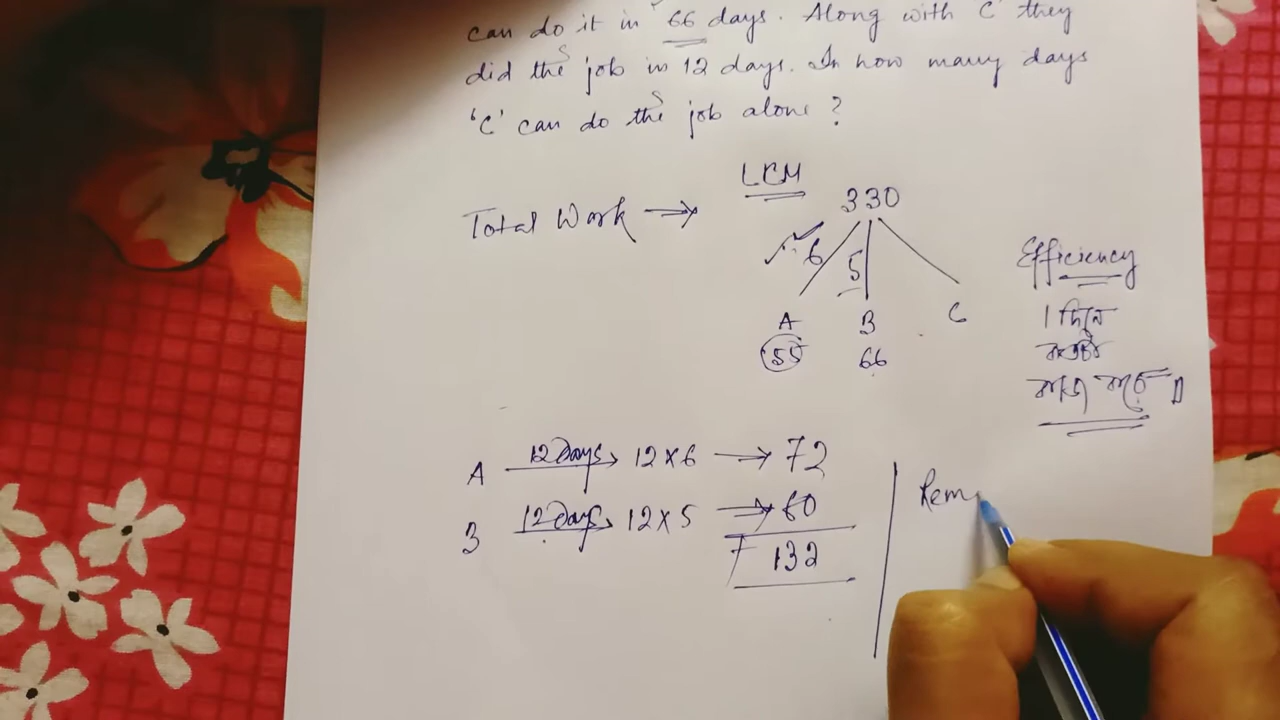 can do it in 66 days. Along with C they
did the job in 12 days. In how many days
'C' can do the job alone?
LCM
Total Work → 330
6 5
A B C
55 66
Efficiency
1 দিনে
কতটা
কাজ করে
A 12 Days 12 x 6 → 72
B 12 Days 12 x 5 → 60
132
Rem